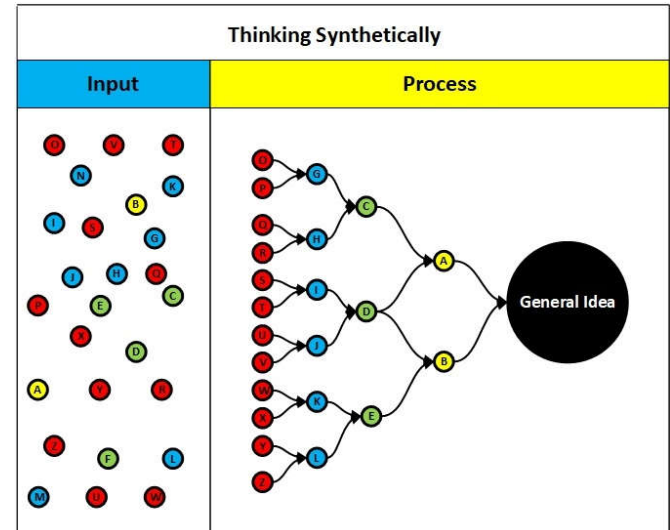 Thinking Synthetically
Input Process
O V T
N K
B
I S G
J H Q
P E C
X D
A Y R
Z F L
M U W
O
P
Q
R
S
T
U
V
W
X
Y
Z
G
H
I
J
K
L
C
D
E
A
B
General Idea